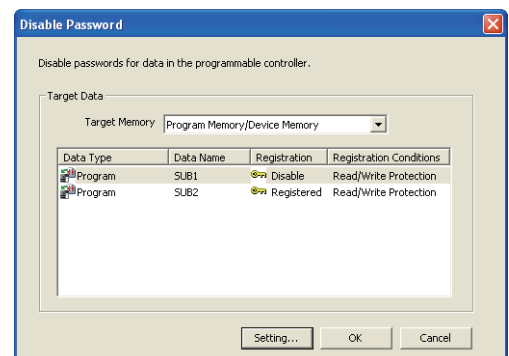 Disable Password
Disable passwords for data in the programmable controller.
Target Data
Target Memory Program Memory/Device Memory
Data Type Data Name Registration Registration Conditions
Program SUB1 Disable Read/Write Protection
Program SUB2 Registered Read/Write Protection
Setting... OK Cancel